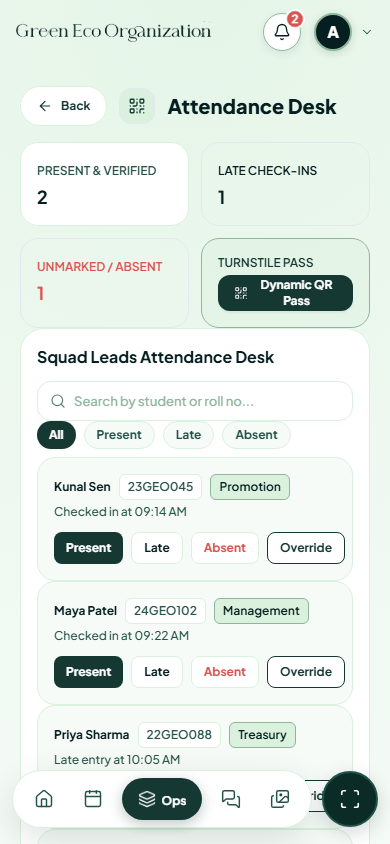 Green Eco Organization
2
A
Back
Attendance Desk
PRESENT & VERIFIED
2
LATE CHECK-INS
1
UNMARKED / ABSENT
1
TURNSTILE PASS
Dynamic QR
Pass
Squad Leads Attendance Desk
Search by student or roll no...
All Present Late Absent
Kunal Sen 23GEO045 Promotion
Checked in at 09:14 AM
Present Late Absent Override
Maya Patel 24GEO102 Management
Checked in at 09:22 AM
Present Late Absent Override
Priya Sharma 22GEO088 Treasury
Late entry at 10:05 AM
Ops